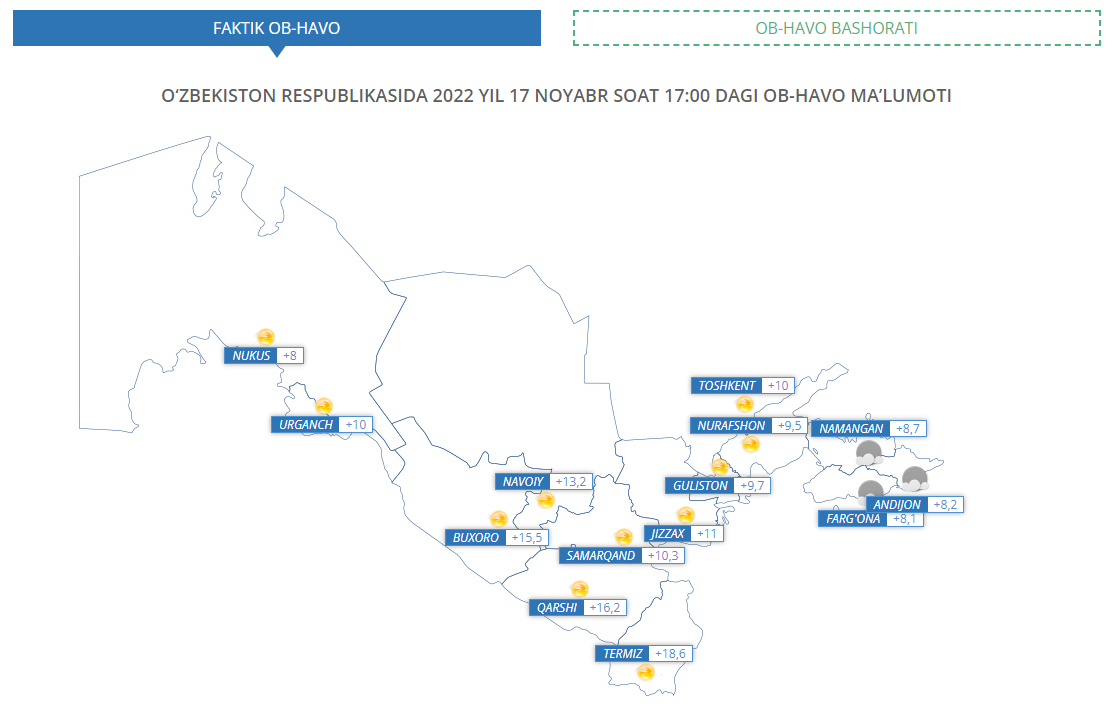 FAKTIK OB-HAVO
OB-HAVO BASHORATI
O‘ZBEKISTON RESPUBLIKASIDA 2022 YIL 17 NOYABR SOAT 17:00 DAGI OB-HAVO MA’LUMOTI
NUKUS +8
TOSHKENT +10
URGANCH +10
NURAFSHON +9,5
NAMANGAN +8,7
NAVOIY +13,2
GULISTON +9,7
ANDIJON +8,2
FARG'ONA +8,1
BUXORO +15,5
JIZZAX +11
SAMARQAND +10,3
QARSHI +16,2
TERMIZ +18,6